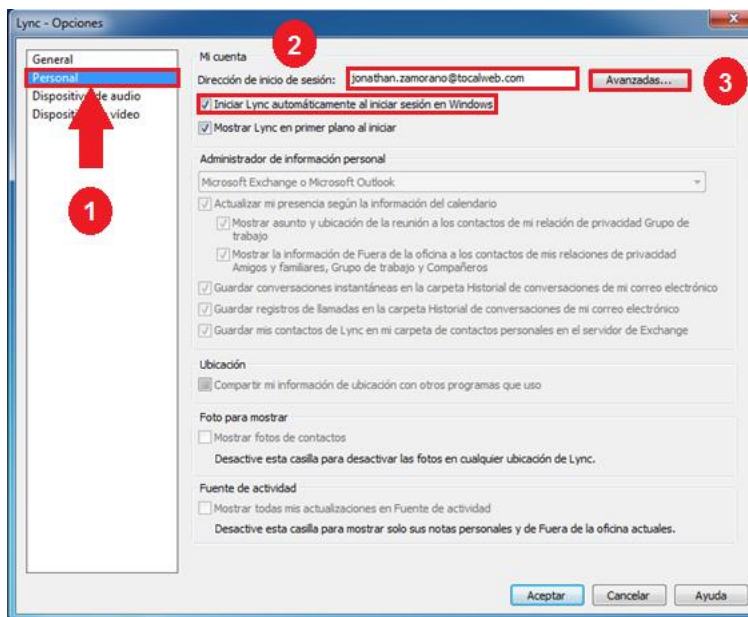 Lync - Opciones
General
Personal
Dispositivo de audio
Dispositivo de vídeo
1
Mi cuenta
2
Dirección de inicio de sesión:
jonathan.zamorano@tocalweb.com
Avanzadas...
3
Iniciar Lync automáticamente al iniciar sesión en Windows
Mostrar Lync en primer plano al iniciar
Administrador de información personal
Microsoft Exchange o Microsoft Outlook
Actualizar mi presencia según la información del calendario
Mostrar asunto y ubicación de la reunión a los contactos de mi relación de privacidad Grupo de
trabajo
Mostrar la información de Fuera de la oficina a los contactos de mis relaciones de privacidad
Amigos y familiares, Grupo de trabajo y Compañeros
Guardar conversaciones instantáneas en la carpeta Historial de conversaciones de mi correo electrónico
Guardar registros de llamadas en la carpeta Historial de conversaciones de mi correo electrónico
Guardar mis contactos de Lync en mi carpeta de contactos personales en el servidor de Exchange
Ubicación
Compartir mi información de ubicación con otros programas que uso
Foto para mostrar
Mostrar fotos de contactos
Desactive esta casilla para desactivar las fotos en cualquier ubicación de Lync.
Fuente de actividad
Mostrar todas mis actualizaciones en Fuente de actividad
Desactive esta casilla para mostrar solo sus notas personales y de Fuera de la oficina actuales.
Aceptar
Cancelar
Ayuda